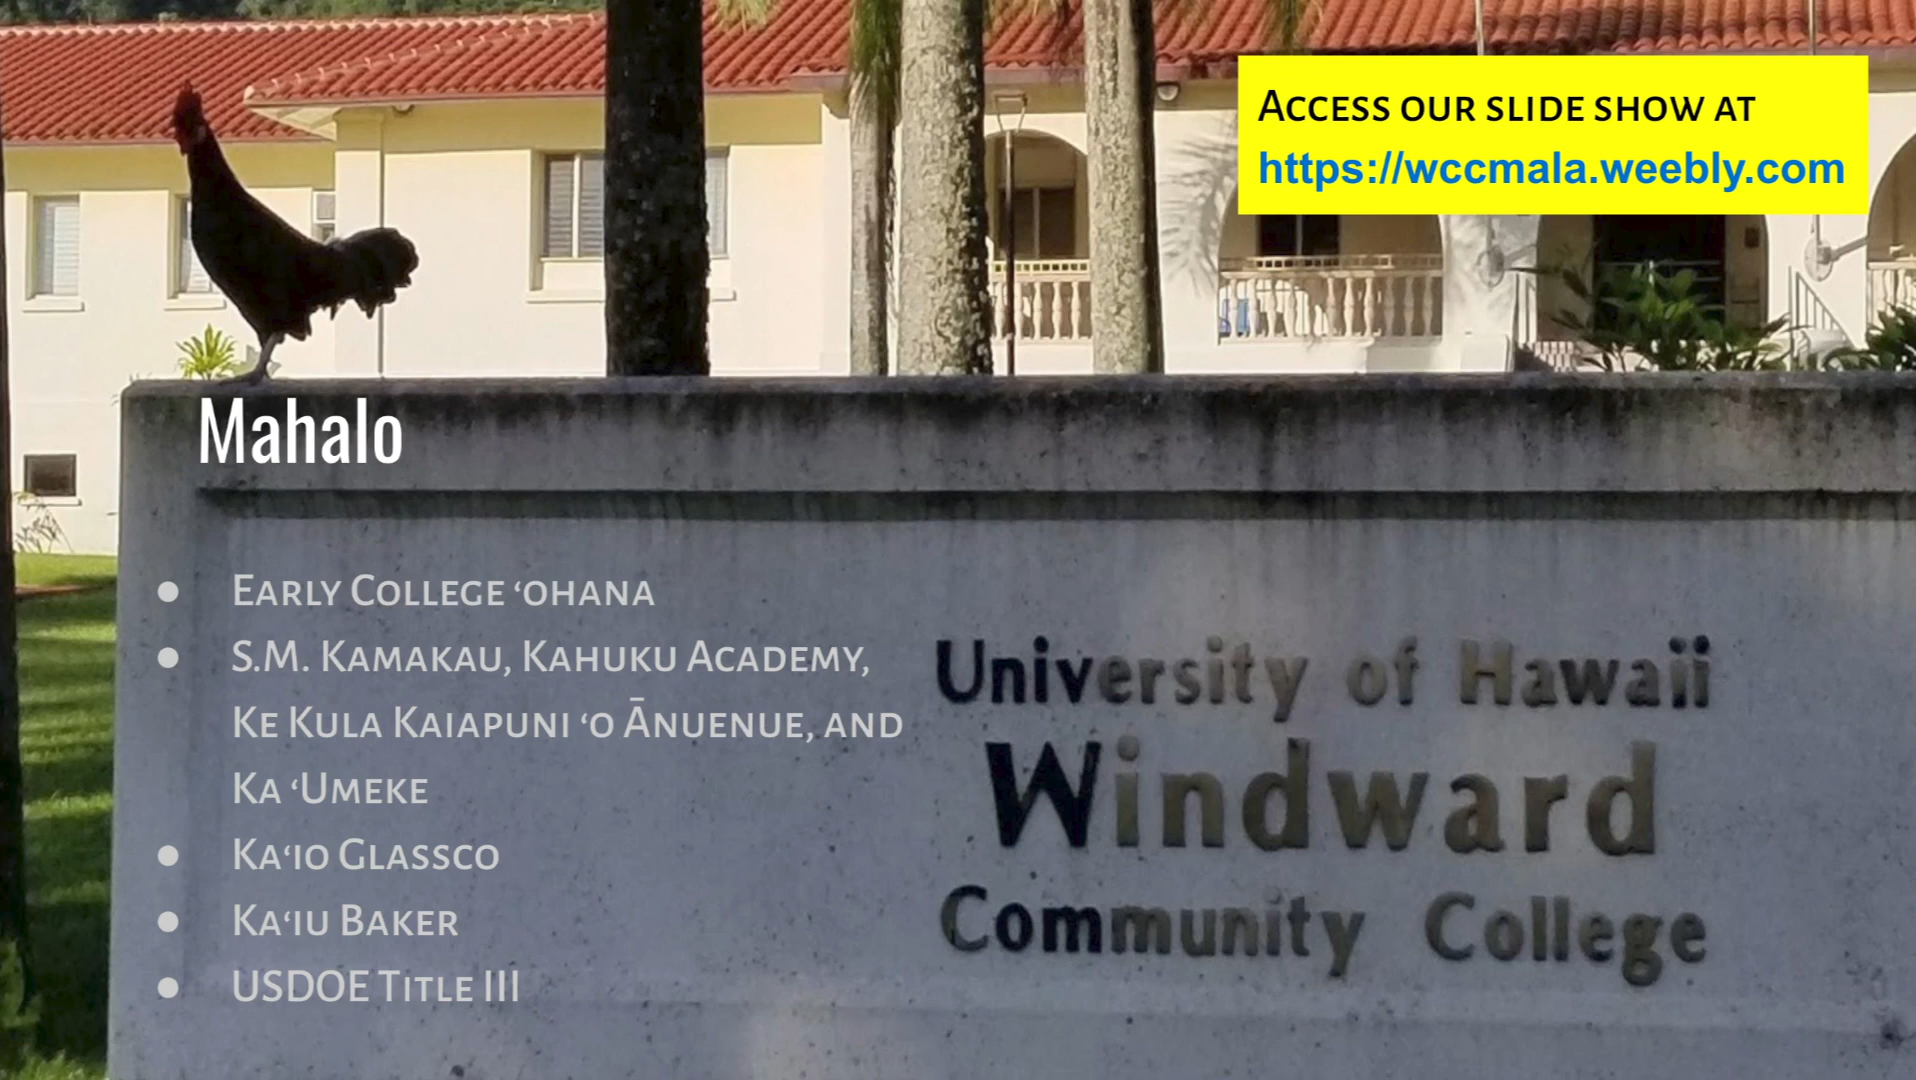 Access our slide show at
https://wccmala.weebly.com
Mahalo
● Early College ʻohana
● S.M. Kamakau, Kahuku Academy,
Ke Kula Kaiapuni ʻo Ānuenue, and
Ka ʻUmeke
● Kaʻio Glassco
● Kaʻiu Baker
● USDOE Title III
University of Hawaii
Windward
Community College